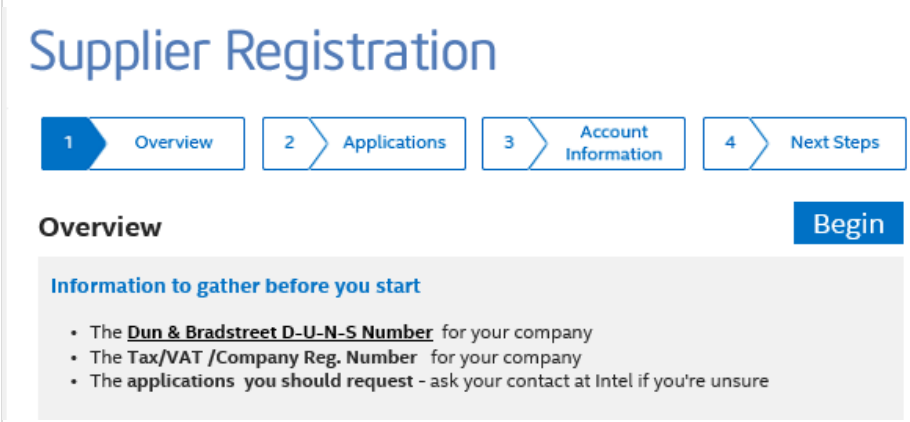 Supplier Registration
1 Overview 2 Applications 3 Account Information 4 Next Steps
Overview
Begin
Information to gather before you start
• The Dun & Bradstreet D-U-N-S Number for your company
• The Tax/VAT /Company Reg. Number for your company
• The applications you should request - ask your contact at Intel if you're unsure